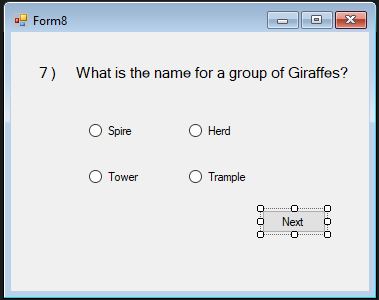 Form8
7 ) What is the name for a group of Giraffes?
Spire Herd
Tower Trample
Next